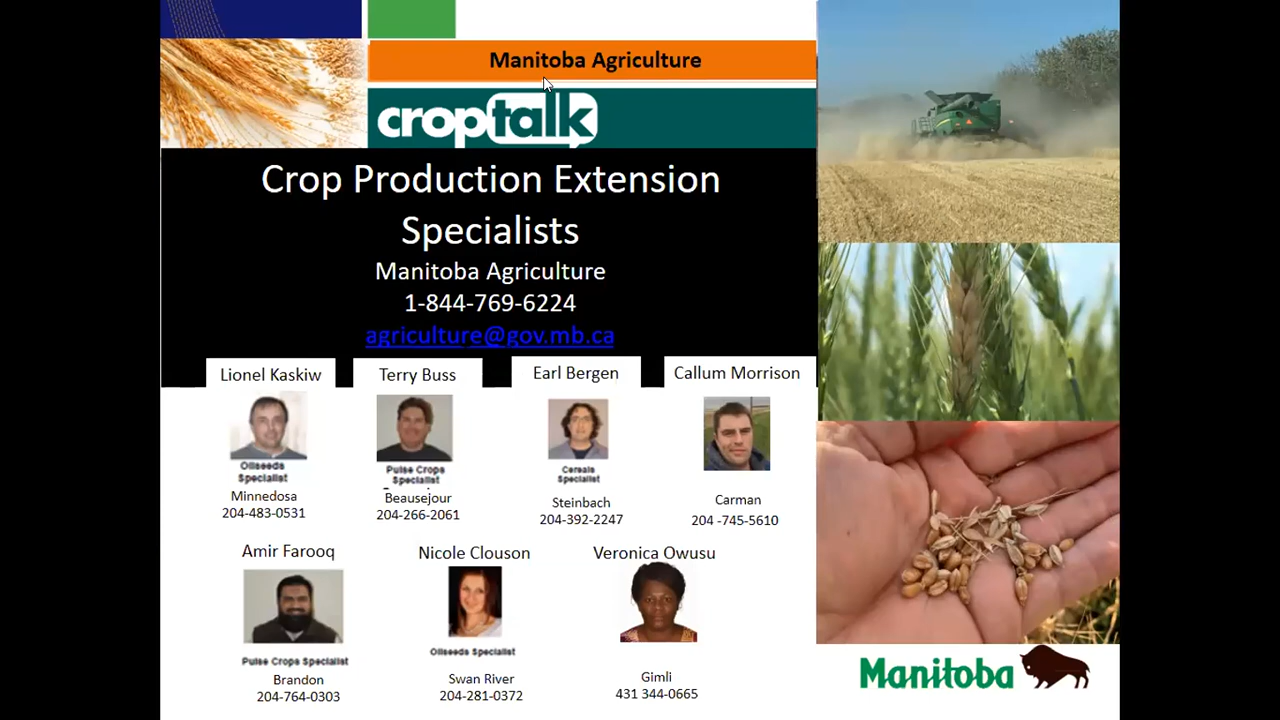 Manitoba Agriculture
croptalk
Crop Production Extension
Specialists
Manitoba Agriculture
1-844-769-6224
agriculture@gov.mb.ca
Lionel Kaskiw
Terry Buss
Earl Bergen
Callum Morrison
Oilseeds
Specialist
Minnedosa
204-483-0531
Pulse Crops
Specialist
Beausejour
204-266-2061
Cereals
Specialist
Steinbach
204-392-2247
Carman
204 -745-5610
Amir Farooq
Nicole Clouson
Veronica Owusu
Pulse Crops Specialist
Brandon
204-764-0303
Oilseeds Specialist
Swan River
204-281-0372
Gimli
431 344-0665
Manitoba